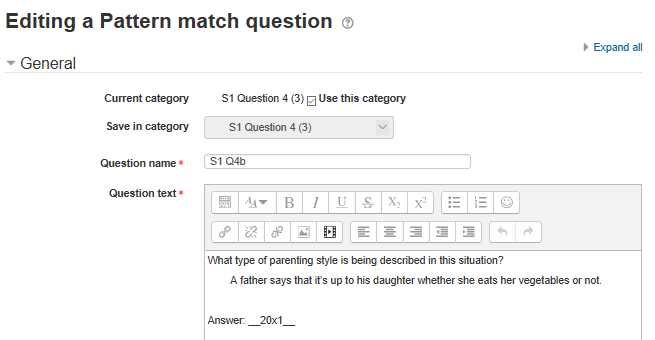 Editing a Pattern match question
Expand all
General
Current category S1 Question 4 (3) Use this category
Save in category S1 Question 4 (3)
Question name * S1 Q4b
Question text *
B I U S X₂ X²
What type of parenting style is being described in this situation?
A father says that it's up to his daughter whether she eats her vegetables or not.
Answer: __20x1__